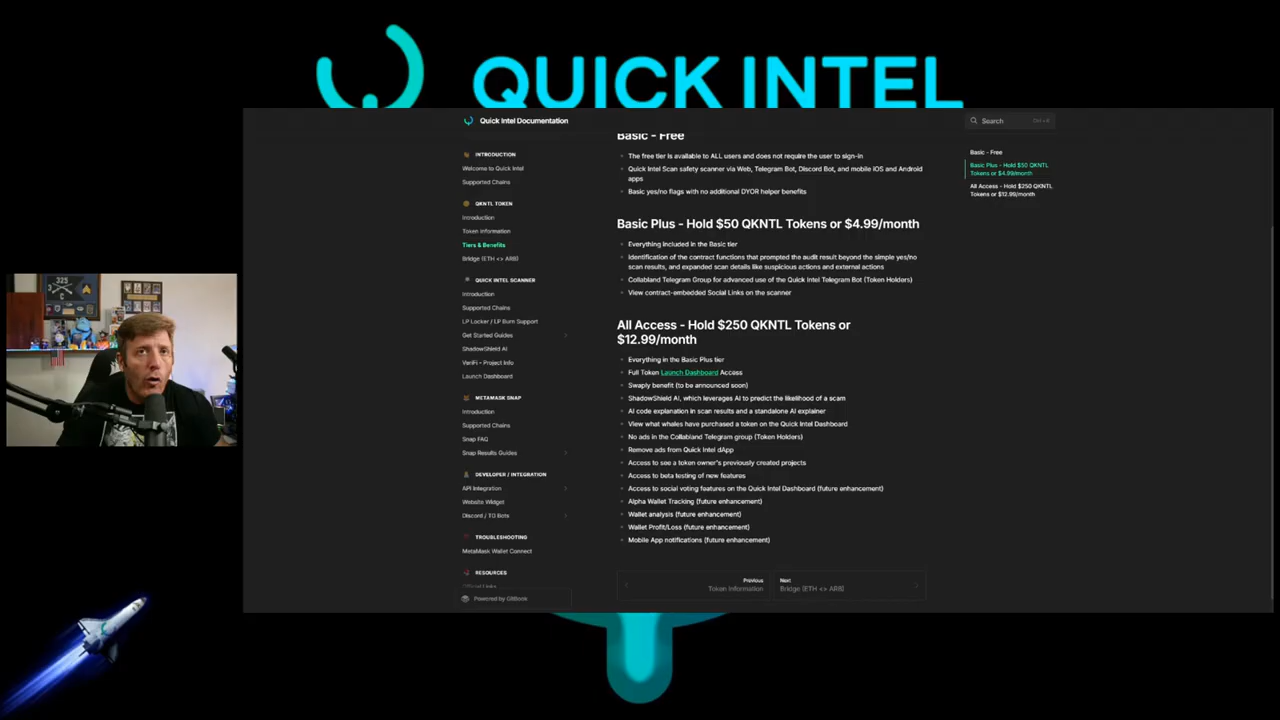 QUICK INTEL
Quick Intel Documentation
Search
Ctrl + K
INTRODUCTION
Welcome to Quick Intel
Supported Chains
QKNTL TOKEN
Introduction
Token Information
Tiers & Benefits
Bridge (ETH <> ARB)
QUICK INTEL SCANNER
Introduction
Supported Chains
LP Locker / LP Burn Support
Get Started Guides
ShadowShield AI
VeriFi - Project Info
Launch Dashboard
METAMASK SNAP
Introduction
Supported Chains
Snap FAQ
Snap Results Guides
DEVELOPER / INTEGRATION
API Integration
Website Widget
Discord / TG Bots
TROUBLESHOOTING
MetaMask Wallet Connect
RESOURCES
Official Links
Powered by GitBook
Basic - Free
The free tier is available to ALL users and does not require the user to sign-in
Quick Intel Scan safety scanner via Web, Telegram Bot, Discord Bot, and mobile iOS and Android
apps
Basic yes/no flags with no additional DYOR helper benefits
Basic Plus - Hold $50 QKNTL Tokens or $4.99/month
Everything included in the Basic tier
Identification of the contract functions that prompted the audit result beyond the simple yes/no
scan results, and expanded scan details like suspicious actions and external actions
Collabland Telegram Group for advanced use of the Quick Intel Telegram Bot (Token Holders)
View contract-embedded Social Links on the scanner
All Access - Hold $250 QKNTL Tokens or
$12.99/month
Everything in the Basic Plus tier
Full Token Launch Dashboard Access
Swaply benefit (to be announced soon)
ShadowShield AI, which leverages AI to predict the likelihood of a scam
AI code explanation in scan results and a standalone AI explainer
View what whales have purchased a token on the Quick Intel Dashboard
No ads in the Collabland Telegram group (Token Holders)
Remove ads from Quick Intel dApp
Access to see a token owner's previously created projects
Access to beta testing of new features
Access to social voting features on the Quick Intel Dashboard (future enhancement)
Alpha Wallet Tracking (future enhancement)
Wallet analysis (future enhancement)
Wallet Profit/Loss (future enhancement)
Mobile App notifications (future enhancement)
Previous
Token Information
Next
Bridge (ETH <> ARB)
Basic - Free
Basic Plus - Hold $50 QKNTL
Tokens or $4.99/month
All Access - Hold $250 QKNTL
Tokens or $12.99/month
325
C